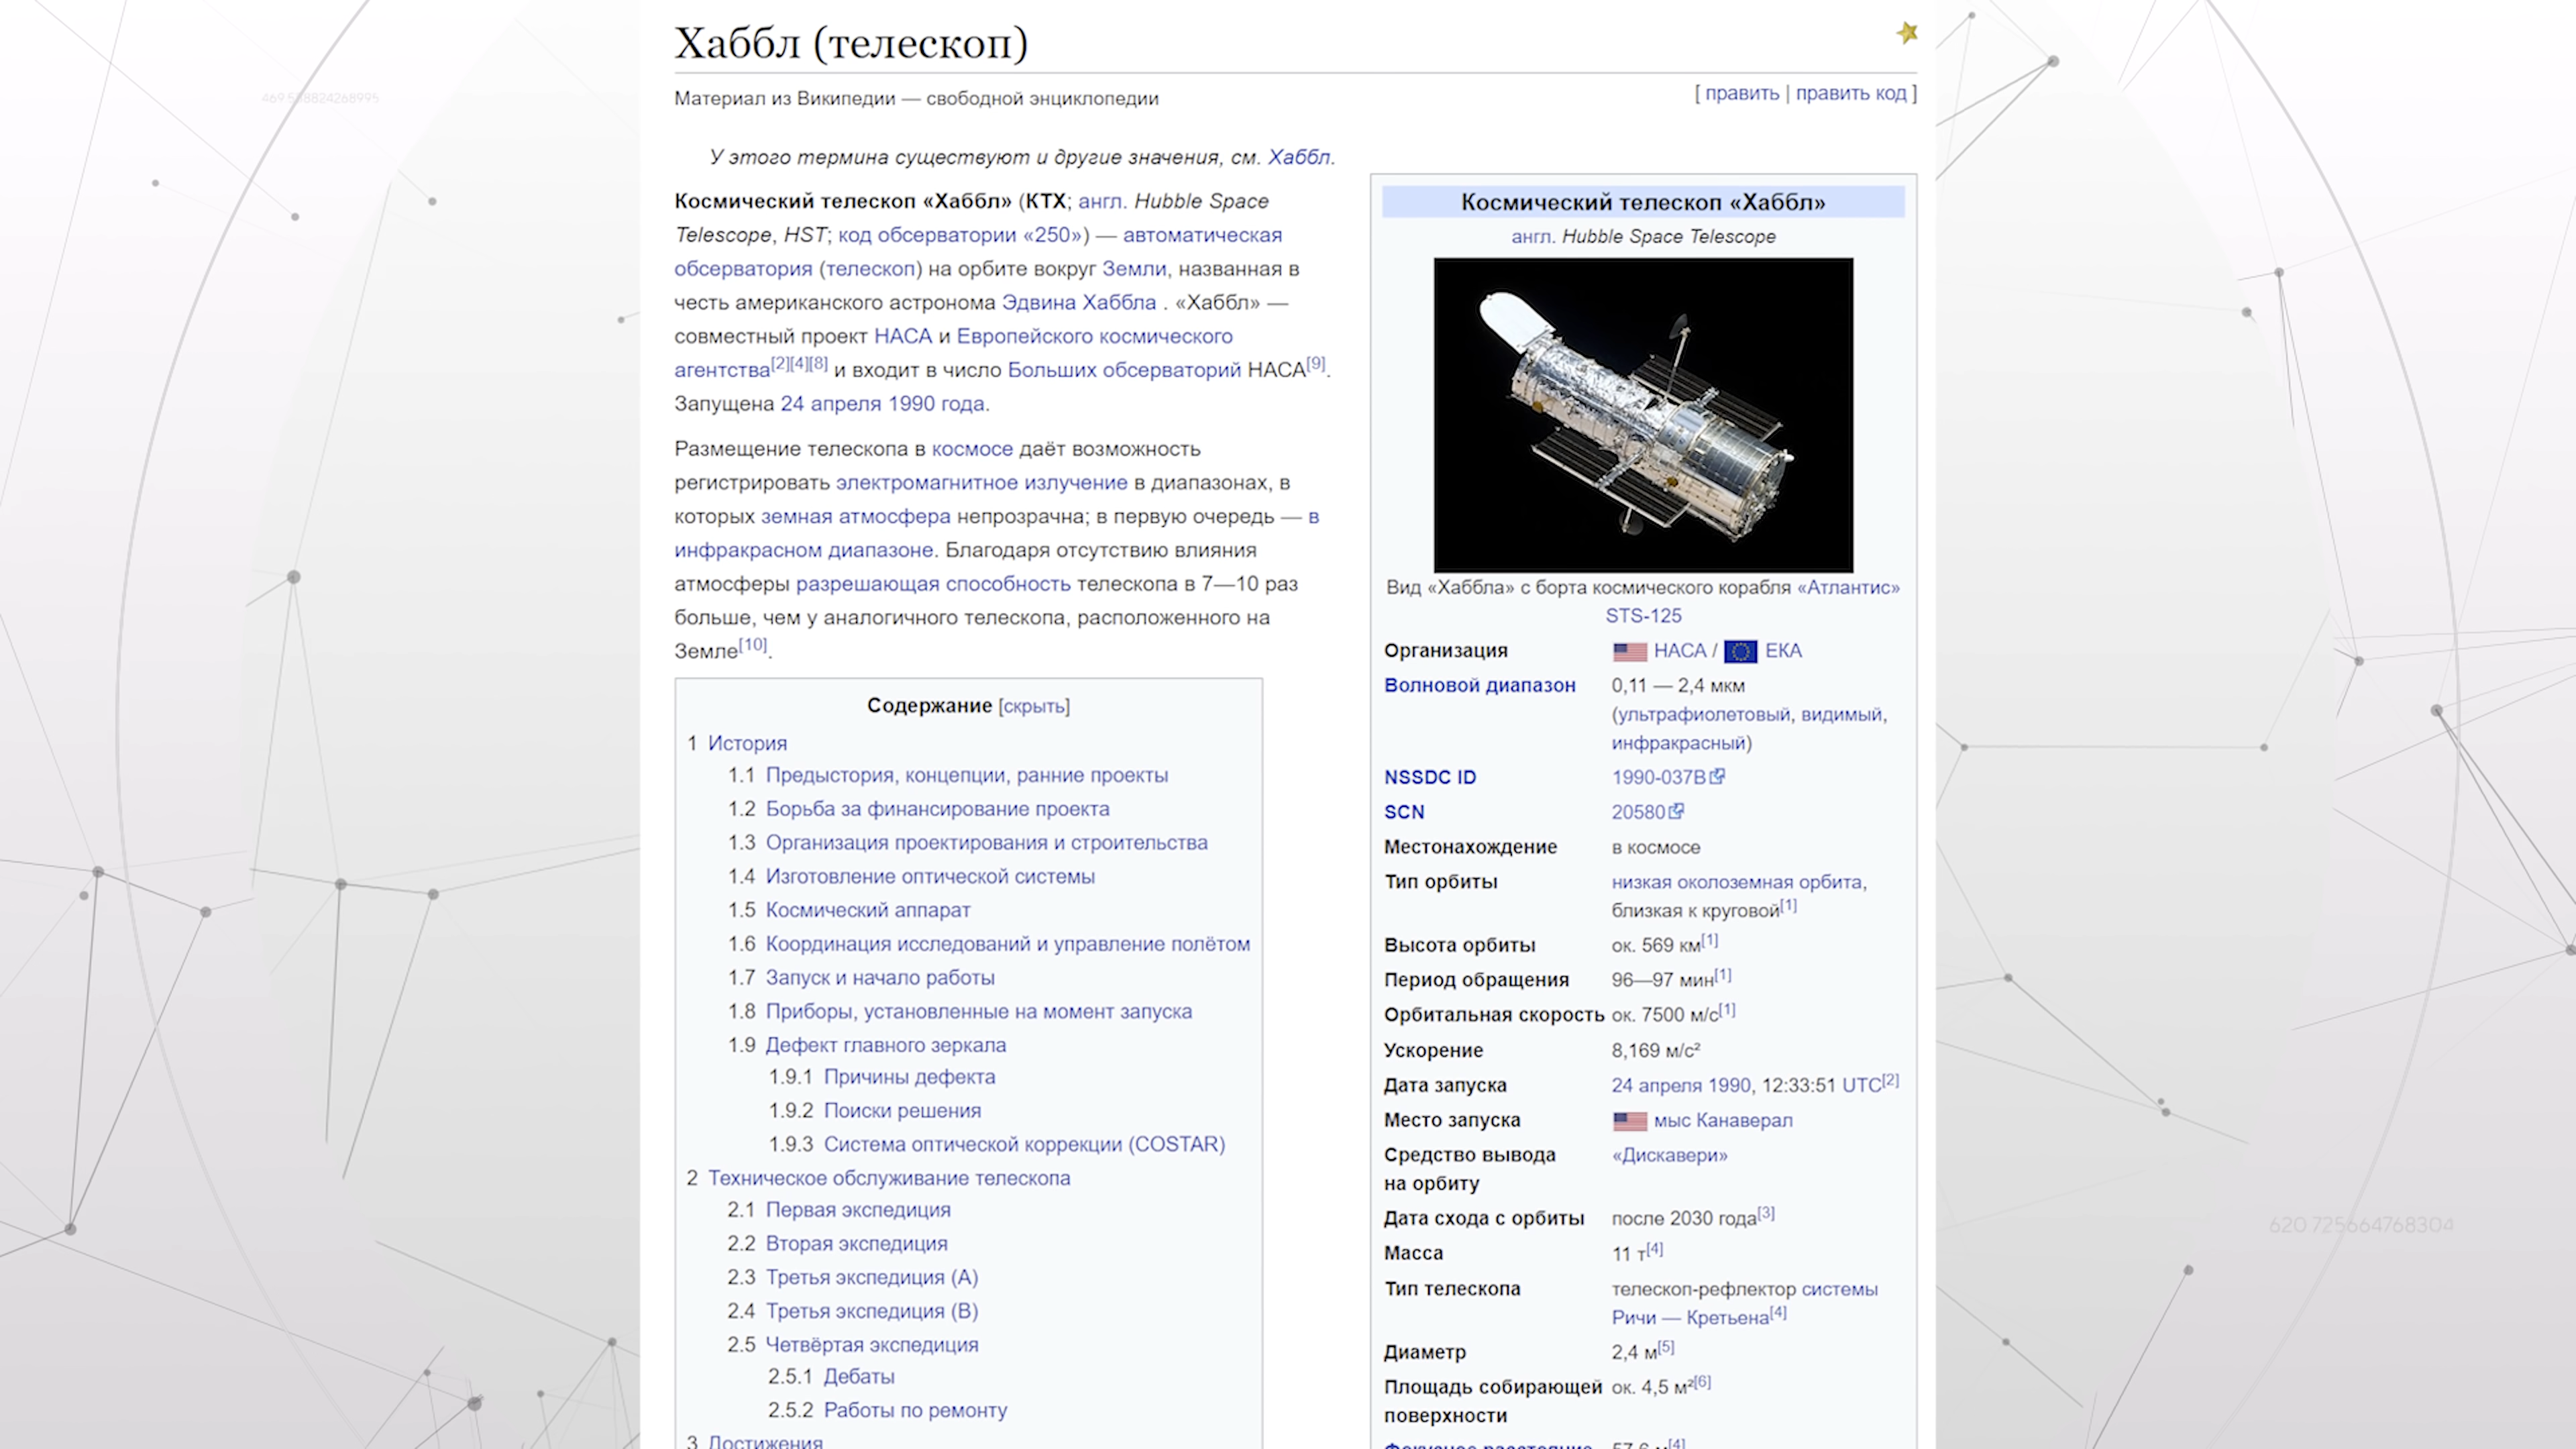 Хаббл (телескоп)
Материал из Википедии — свободной энциклопедии
[ править | править код ]
У этого термина существуют и другие значения, см. Хаббл.
Космический телескоп «Хаббл» (КТХ; англ. Hubble Space
Telescope, HST; код обсерватории «250») — автоматическая
обсерватория (телескоп) на орбите вокруг Земли, названная в
честь американского астронома Эдвина Хаббла . «Хаббл» —
совместный проект НАСА и Европейского космического
агентства[2][4][8] и входит в число Больших обсерваторий НАСА[9].
Запущена 24 апреля 1990 года.
Размещение телескопа в космосе даёт возможность
регистрировать электромагнитное излучение в диапазонах, в
которых земная атмосфера непрозрачна; в первую очередь — в
инфракрасном диапазоне. Благодаря отсутствию влияния
атмосферы разрешающая способность телескопа в 7—10 раз
больше, чем у аналогичного телескопа, расположенного на
Земле[10].
Содержание [скрыть]
1 История
1.1 Предыстория, концепции, ранние проекты
1.2 Борьба за финансирование проекта
1.3 Организация проектирования и строительства
1.4 Изготовление оптической системы
1.5 Космический аппарат
1.6 Координация исследований и управление полётом
1.7 Запуск и начало работы
1.8 Приборы, установленные на момент запуска
1.9 Дефект главного зеркала
1.9.1 Причины дефекта
1.9.2 Поиски решения
1.9.3 Система оптической коррекции (COSTAR)
2 Техническое обслуживание телескопа
2.1 Первая экспедиция
2.2 Вторая экспедиция
2.3 Третья экспедиция (A)
2.4 Третья экспедиция (B)
2.5 Четвёртая экспедиция
2.5.1 Дебаты
2.5.2 Работы по ремонту
3 Достижения
Космический телескоп «Хаббл»
англ. Hubble Space Telescope
Вид «Хаббла» с борта космического корабля «Атлантис»
STS-125
Организация НАСА / ЕКА
Волновой диапазон 0,11 — 2,4 мкм
(ультрафиолетовый, видимый,
инфракрасный)
NSSDC ID 1990-037B
SCN 20580
Местонахождение в космосе
Тип орбиты низкая околоземная орбита,
близкая к круговой[1]
Высота орбиты ок. 569 км[1]
Период обращения 96—97 мин[1]
Орбитальная скорость ок. 7500 м/с[1]
Ускорение 8,169 м/с²
Дата запуска 24 апреля 1990, 12:33:51 UTC[2]
Место запуска мыс Канаверал
Средство вывода «Дискавери»
на орбиту
Дата схода с орбиты после 2030 года[3]
Масса 11 т[4]
Тип телескопа телескоп-рефлектор системы
Ричи — Кретьена[4]
Диаметр 2,4 м[5]
Площадь собирающей ок. 4,5 м²[6]
поверхности
Фокусное расстояние 57,6 м[4]
620 725664768304